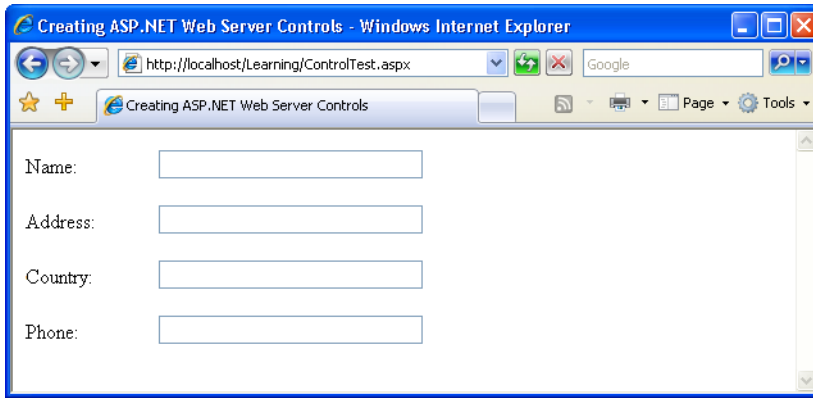 Creating ASP.NET Web Server Controls - Windows Internet Explorer
http://localhost/Learning/ControlTest.aspx
Google
Creating ASP.NET Web Server Controls
Page
Tools
Name:
Address:
Country:
Phone: